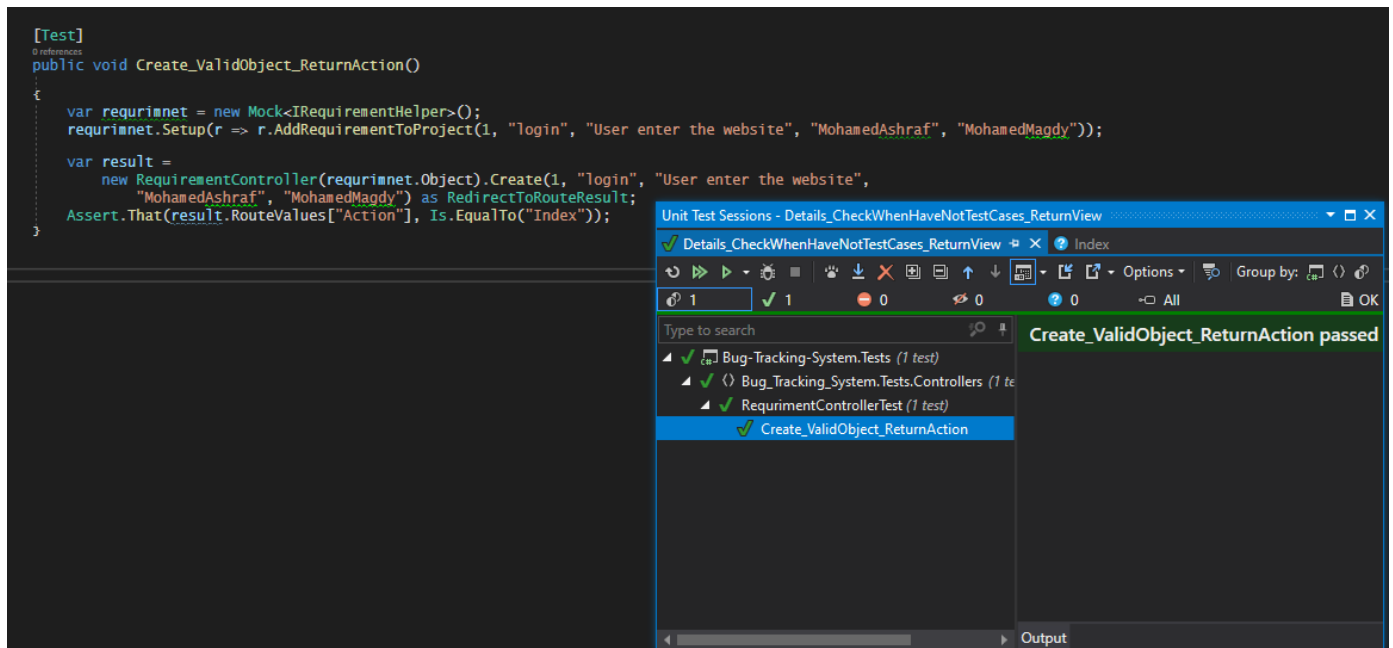 [Test]
0 references
public void Create_ValidObject_ReturnAction()
{
var requrimnet = new Mock<IRequirementHelper>();
requrimnet.Setup(r => r.AddRequirementToProject(1, "login", "User enter the website", "MohamedAshraf", "MohamedMagdy"));
var result =
new RequirementController(requrimnet.Object).Create(1, "login", "User enter the website",
"MohamedAshraf", "MohamedMagdy") as RedirectToRouteResult;
Assert.That(result.RouteValues["Action"], Is.EqualTo("Index"));
}
Unit Test Sessions - Details_CheckWhenHaveNotTestCases_ReturnView
Details_CheckWhenHaveNotTestCases_ReturnView Index
Options Group by:
1 1 0 0 0 All OK
Type to search
Create_ValidObject_ReturnAction passed
Bug-Tracking-System.Tests (1 test)
Bug_Tracking_System.Tests.Controllers (1 te
RequrimentControllerTest (1 test)
Create_ValidObject_ReturnAction
Output